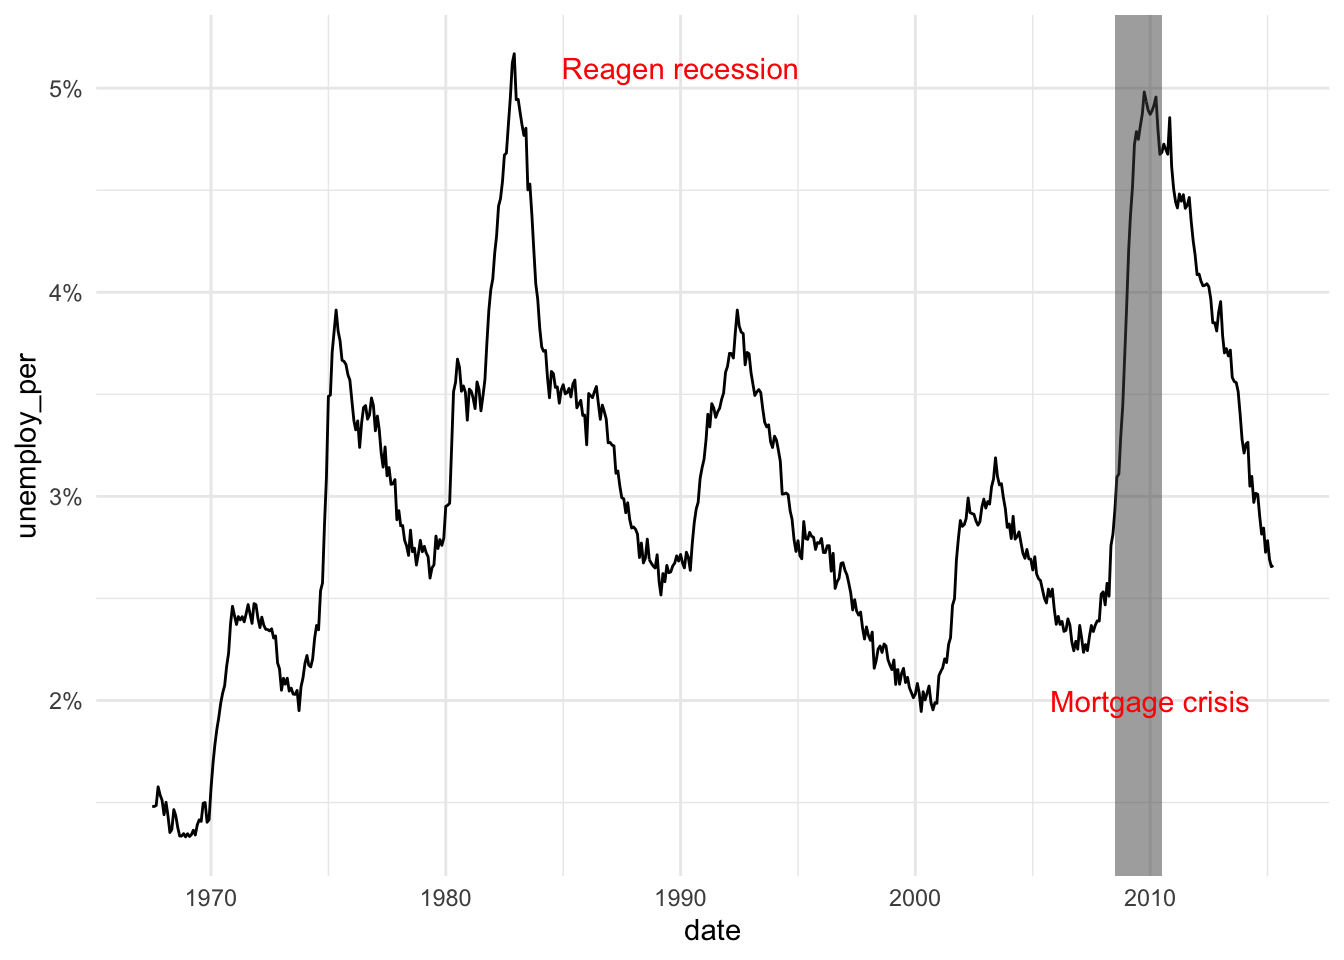 Reagen recession
5%
4%
3%
2%
unemploy_per
Mortgage crisis
1970 1980 1990 2000 2010
date